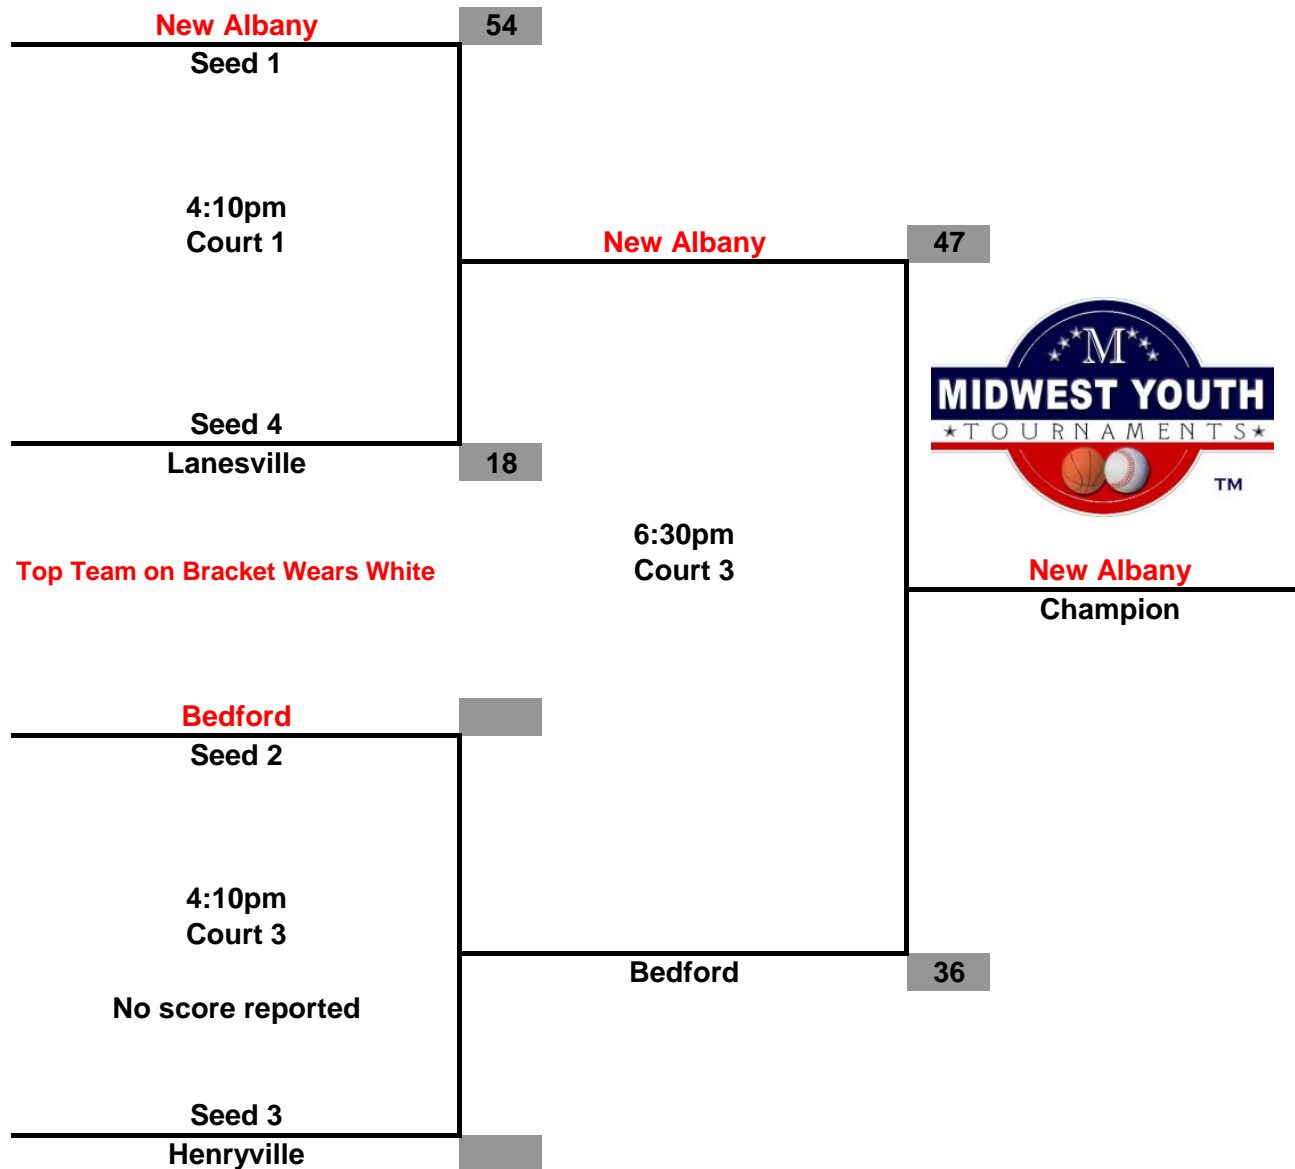 New Albany 54
Seed 1
4:10pm
Court 1
New Albany 47
M
MIDWEST YOUTH
★TOURNAMENTS★
TM
Seed 4
Lanesville 18
6:30pm
Court 3
Top Team on Bracket Wears White
New Albany
Champion
Bedford
Seed 2
4:10pm
Court 3
Bedford 36
No score reported
Seed 3
Henryville